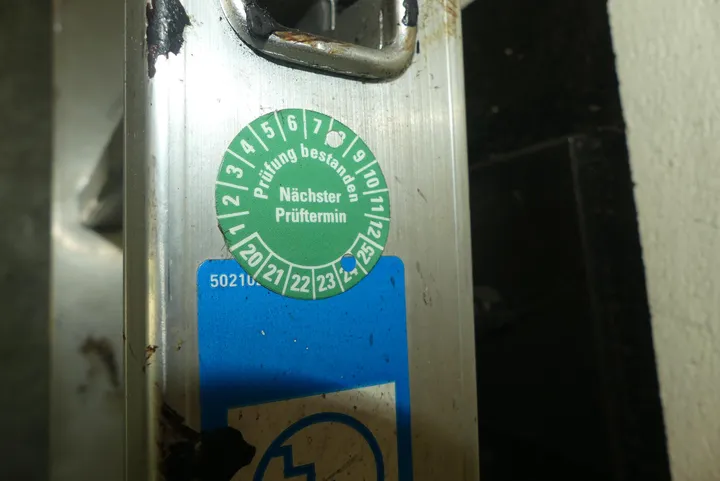 1 2 3 4 5 6 7 8 9 10 11 12
Prüfung bestanden
Nächster
Prüftermin
20 21 22 23 24 25